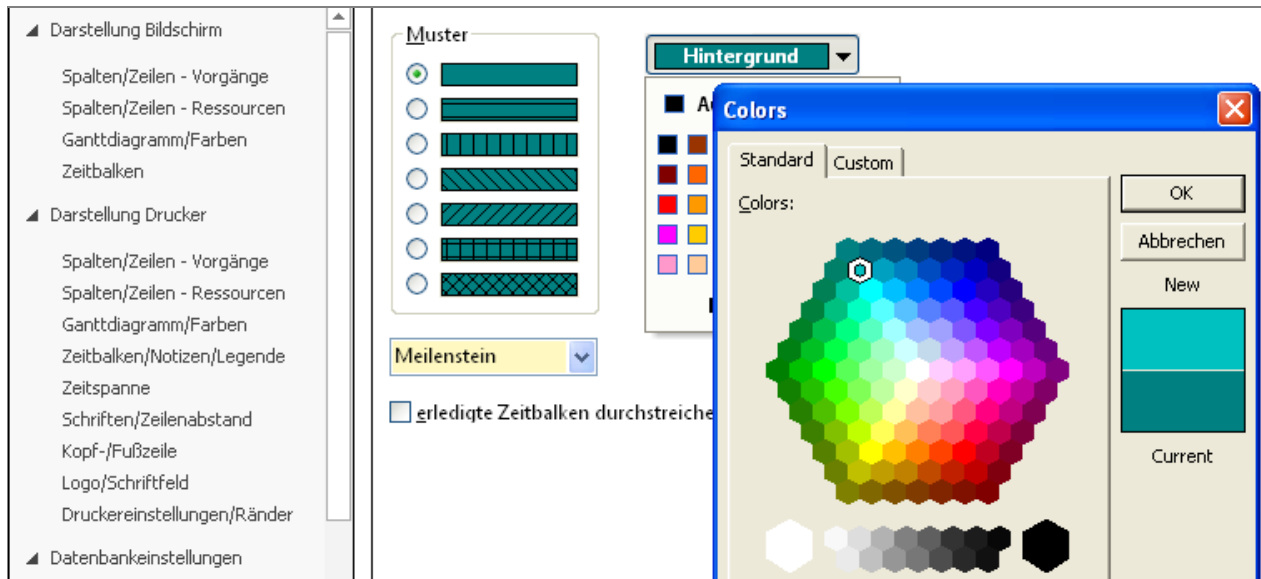 Darstellung Bildschirm
Spalten/Zeilen - Vorgänge
Spalten/Zeilen - Ressourcen
Ganttdiagramm/Farben
Zeitbalken
Darstellung Drucker
Spalten/Zeilen - Vorgänge
Spalten/Zeilen - Ressourcen
Ganttdiagramm/Farben
Zeitbalken/Notizen/Legende
Zeitspanne
Schriften/Zeilenabstand
Kopf-/Fußzeile
Logo/Schriftfeld
Druckereinstellungen/Ränder
Datenbankeinstellungen
Muster
Meilenstein
erledigte Zeitbalken durchstreiche
Hintergrund
Colors
Standard
Custom
Colors:
OK
Abbrechen
New
Current